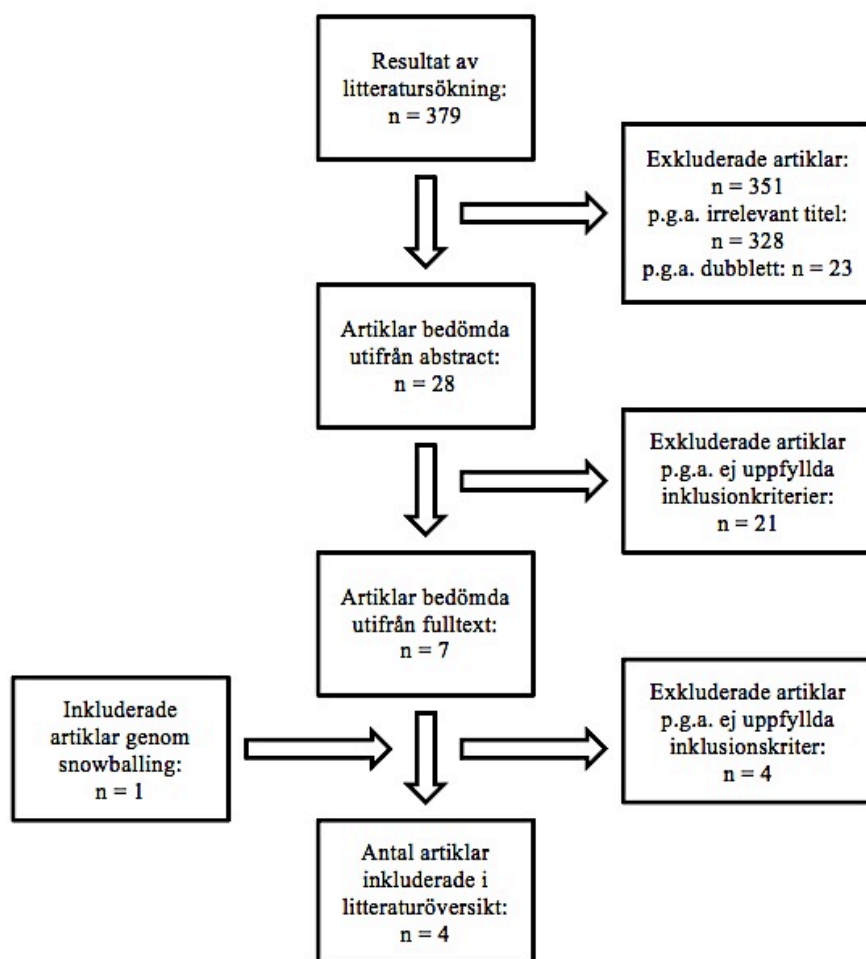 Resultat av
litteratursökning:
n = 379
Exkluderade artiklar:
n = 351
p.g.a. irrelevant titel:
n = 328
p.g.a. dubblett: n = 23
Artiklar bedömda
utifrån abstract:
n = 28
Exkluderade artiklar
p.g.a. ej uppfyllda
inklusionkriterier:
n = 21
Artiklar bedömda
utifrån fulltext:
n = 7
Inkluderade
artiklar genom
snowballing:
n = 1
Exkluderade artiklar
p.g.a. ej uppfyllda
inklusionskriter:
n = 4
Antal artiklar
inkluderade i
litteraturöversikt:
n = 4